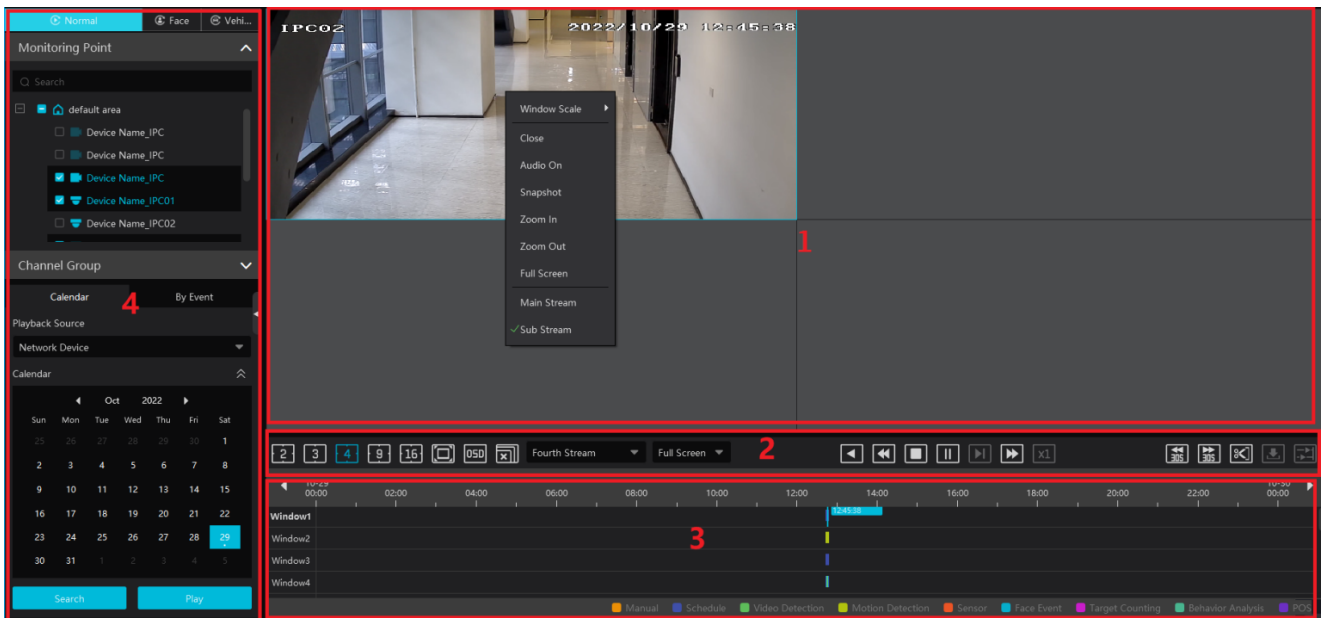 Normal Face Vehi...
Monitoring Point
Search
default area
Device Name_IPC
Device Name_IPC
Device Name_IPC
Device Name_IPC01
Device Name_IPC02
Channel Group
Calendar By Event
4
Playback Source
Network Device
Calendar
Oct 2022
Sun Mon Tue Wed Thu Fri Sat
25 26 27 28 29 30 1
2 3 4 5 6 7 8
9 10 11 12 13 14 15
16 17 18 19 20 21 22
23 24 25 26 27 28 29
30 31 1 2 3 4 5
Search Play
IPC02 2022/10/29 12:45:38
Window Scale
Close
Audio On
Snapshot
Zoom In
Zoom Out
Full Screen
Main Stream
Sub Stream
1
2 3 4 9 16 OSD Fourth Stream Full Screen 2 x1 30S 30S
10-29 10-30
00:00 02:00 04:00 06:00 08:00 10:00 12:00 14:00 16:00 18:00 20:00 22:00 00:00
Window1 12:45:38
Window2 3
Window3
Window4
Manual Schedule Video Detection Motion Detection Sensor Face Event Target Counting Behavior Analysis POS